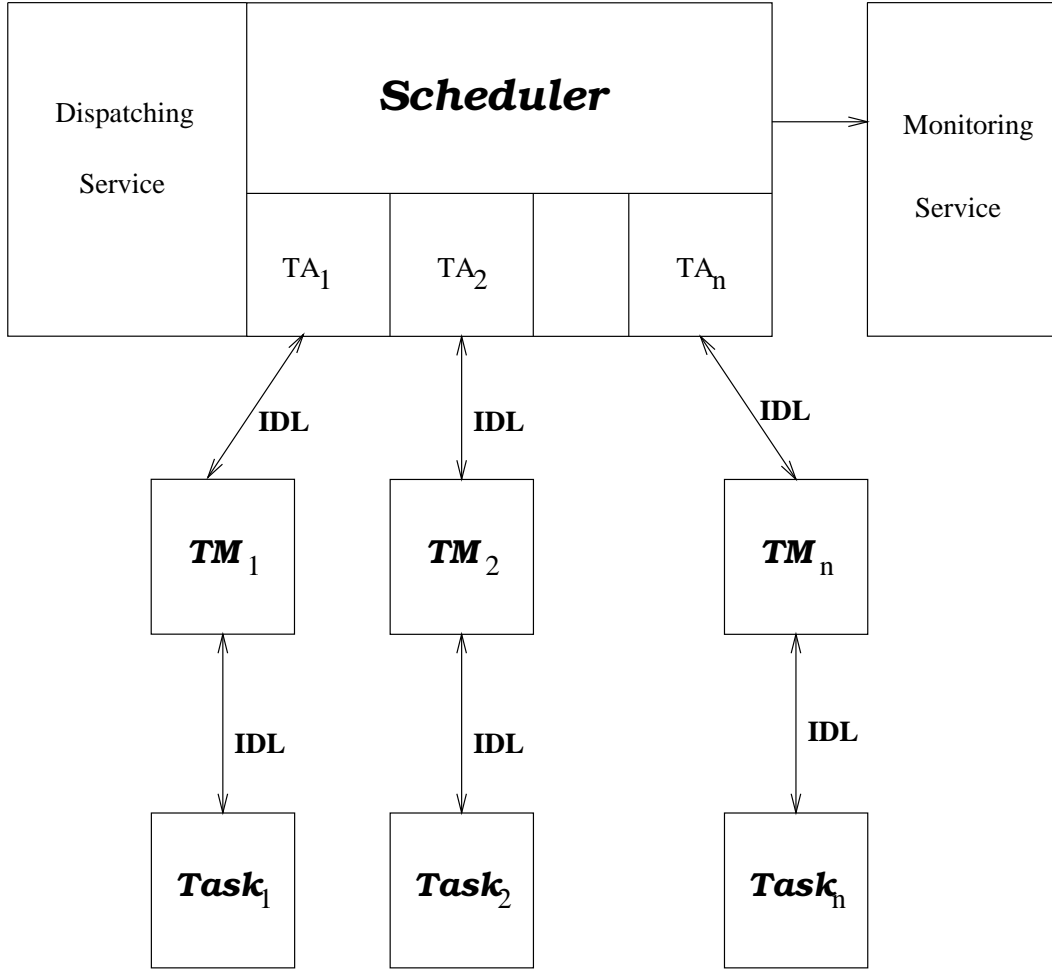 Dispatching
Service
Scheduler
Monitoring
Service
TA1
TA2
TAn
IDL
IDL
IDL
TM1
TM2
TMn
IDL
IDL
IDL
Task1
Task2
Taskn